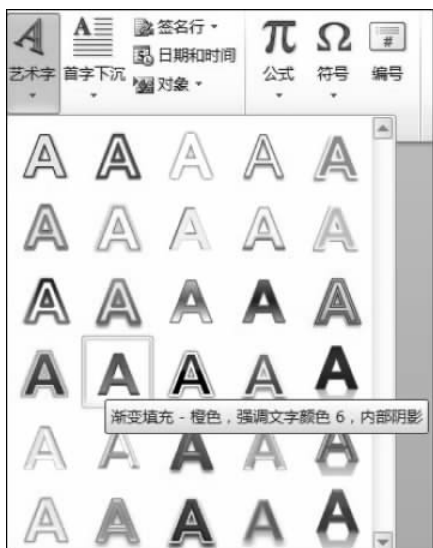 签名行
日期和时间
对象
艺术字 首字下沉 公式 符号 编号
渐变填充 - 橙色，强调文字颜色 6，内部阴影